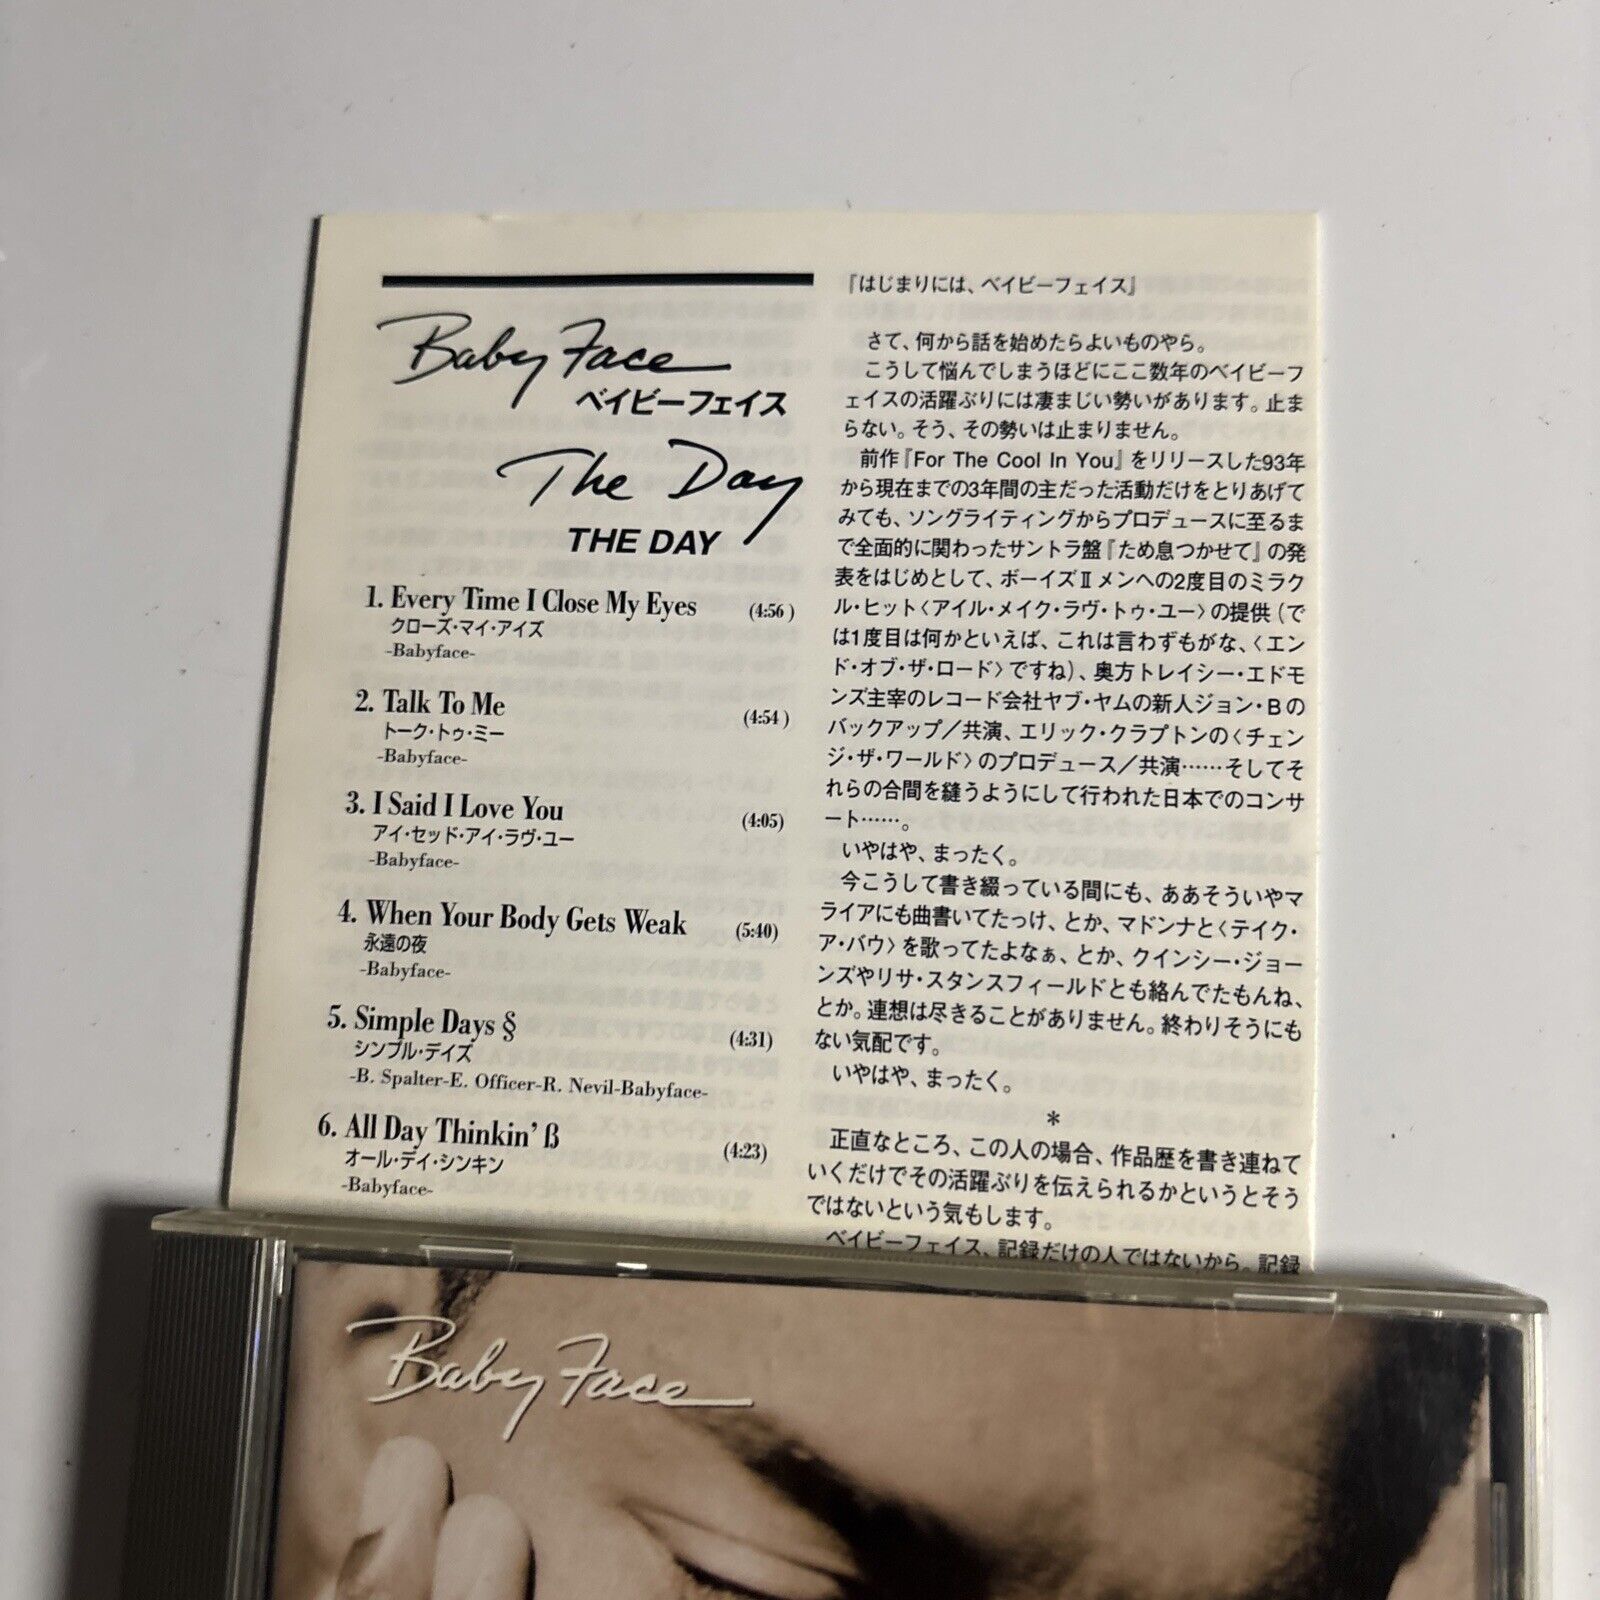 Baby Face
ベイビーフェイス
The Day
THE DAY
1. Every Time I Close My Eyes (4:56 )
クローズ・マイ・アイズ
-Babyface-
2. Talk To Me (4:54 )
トーク・トゥ・ミー
-Babyface-
3. I Said I Love You (4:05)
アイ・セッド・アイ・ラヴ・ユー
-Babyface-
4. When Your Body Gets Weak (5:40)
永遠の夜
-Babyface-
5. Simple Days § (4:31)
シンプル・デイズ
-B. Spalter-E. Officer-R. Nevil-Babyface-
6. All Day Thinkin' ß (4:23)
オール・デイ・シンキン
-Babyface-
『はじまりには、ベイビーフェイス』
さて、何から話を始めたらよいものやら。
こうして悩んでしまうほどにここ数年のベイビーフ
ェイスの活躍ぶりには凄まじい勢いがあります。止ま
らない。そう、その勢いは止まりません。
前作『For The Cool In You』をリリースした93年
から現在までの3年間の主だった活動だけをとりあげて
みても、ソングライティングからプロデュースに至るま
で全面的に関わったサントラ盤『ため息つかせて』の発
表をはじめとして、ボーイズⅡメンへの2度目のミラク
ル・ヒット〈アイル・メイク・ラヴ・トゥ・ユー〉の提供（で
は1度目は何かといえば、これは言わずもがな、〈エン
ド・オブ・ザ・ロード〉ですね）、奥方トレイシー・エドモ
ンズ主宰のレコード会社ヤブ・ヤムの新人ジョン・Bの
バックアップ／共演、エリック・クラプトンの〈チェン
ジ・ザ・ワールド〉のプロデュース／共演……そしてそ
れらの合間を縫うようにして行われた日本でのコンサ
ート……。
いやはや、まったく。
今こうして書き綴っている間にも、ああそういやマ
ライアにも曲書いてたっけ、とか、マドンナと〈テイク・
ア・バウ〉を歌ってたよなぁ、とか、クインシー・ジョー
ンズやリサ・スタンスフィールドとも絡んでたもんね、
とか。連想は尽きることがありません。終わりそうにも
ない気配です。
いやはや、まったく。
*
正直なところ、この人の場合、作品歴を書き連ねて
いくだけでその活躍ぶりを伝えられるかというとそう
ではないという気もします。
ベイビーフェイス、記録だけの人ではないから。記録
Baby Face